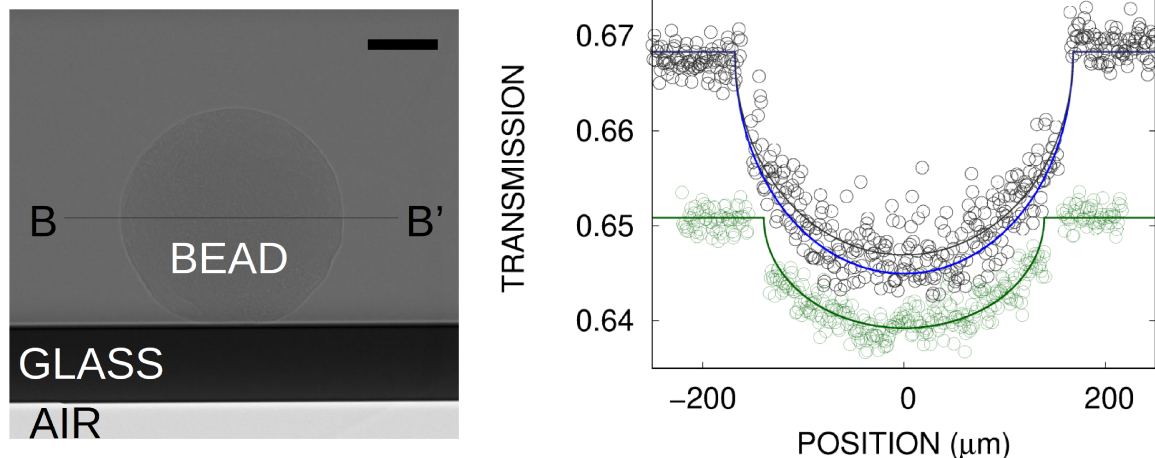 B
B’
BEAD
GLASS
AIR
TRANSMISSION
0.67
0.66
0.65
0.64
−200
0
200
POSITION (μm)